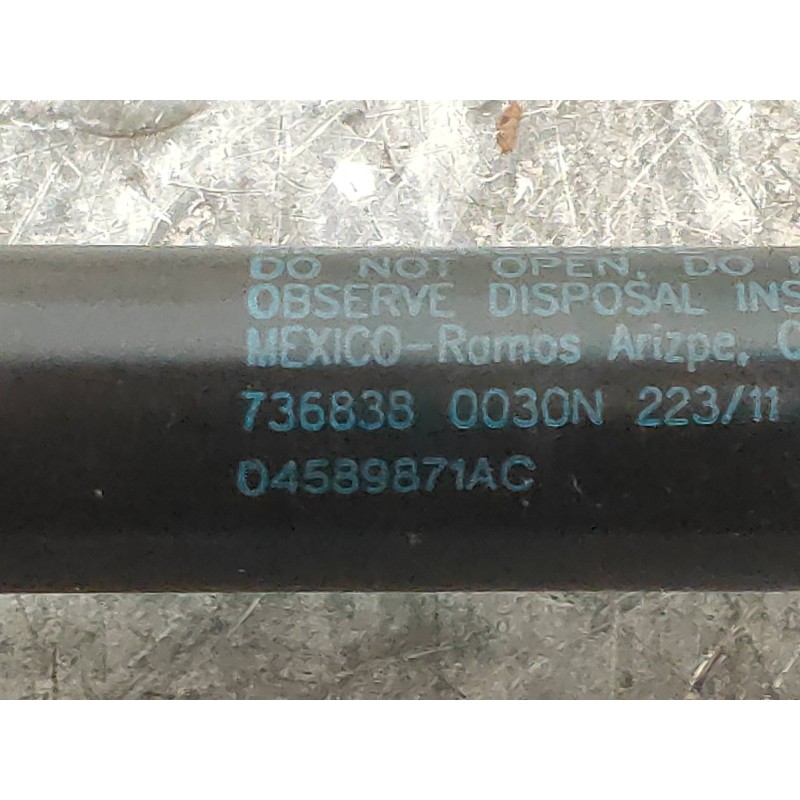 DO NOT OPEN. DO
OBSERVE DISPOSAL INS
MEXICO-Ramos Arizpe,
736838 0030N 223/11
04589871AC